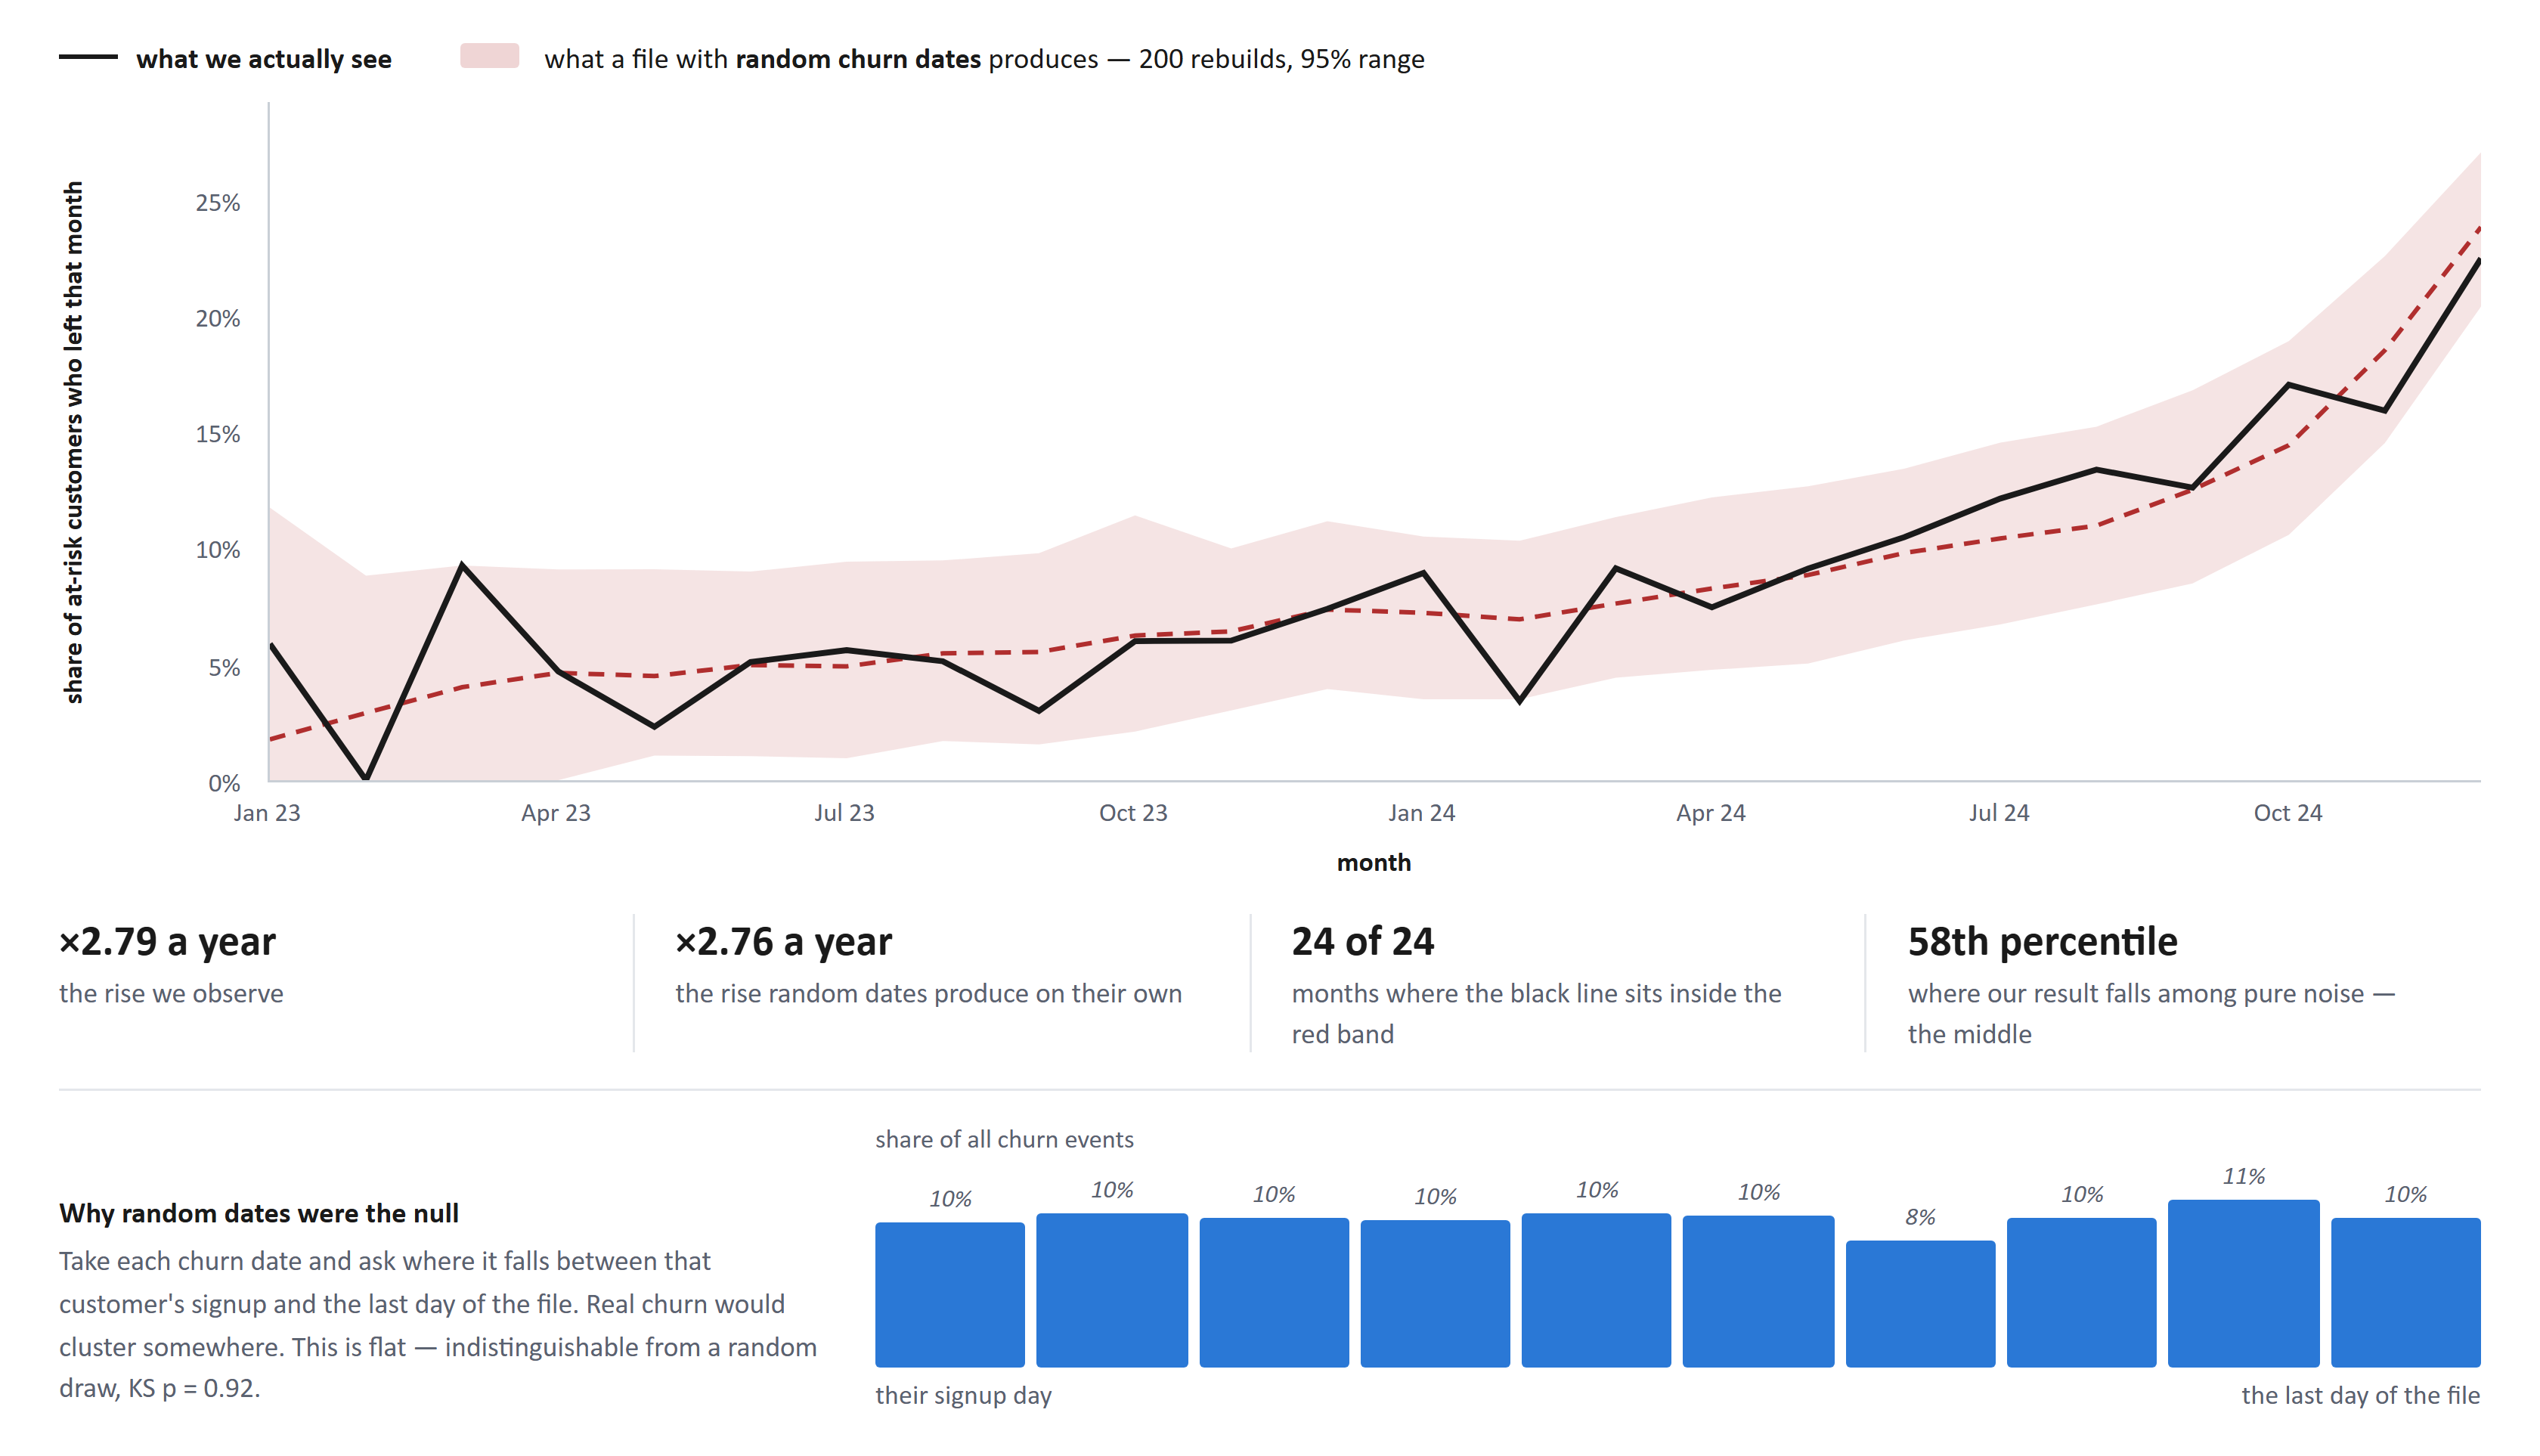 what we actually see
what a file with random churn dates produces — 200 rebuilds, 95% range
share of at-risk customers who left that month
25%
20%
15%
10%
5%
0%
Jan 23
Apr 23
Jul 23
Oct 23
Jan 24
Apr 24
Jul 24
Oct 24
month
×2.79 a year
the rise we observe
×2.76 a year
the rise random dates produce on their own
24 of 24
months where the black line sits inside the
red band
58th percentile
where our result falls among pure noise —
the middle
Why random dates were the null
Take each churn date and ask where it falls between that
customer's signup and the last day of the file. Real churn would
cluster somewhere. This is flat — indistinguishable from a random
draw, KS p = 0.92.
share of all churn events
10%
10%
10%
10%
10%
10%
8%
10%
11%
10%
their signup day
the last day of the file